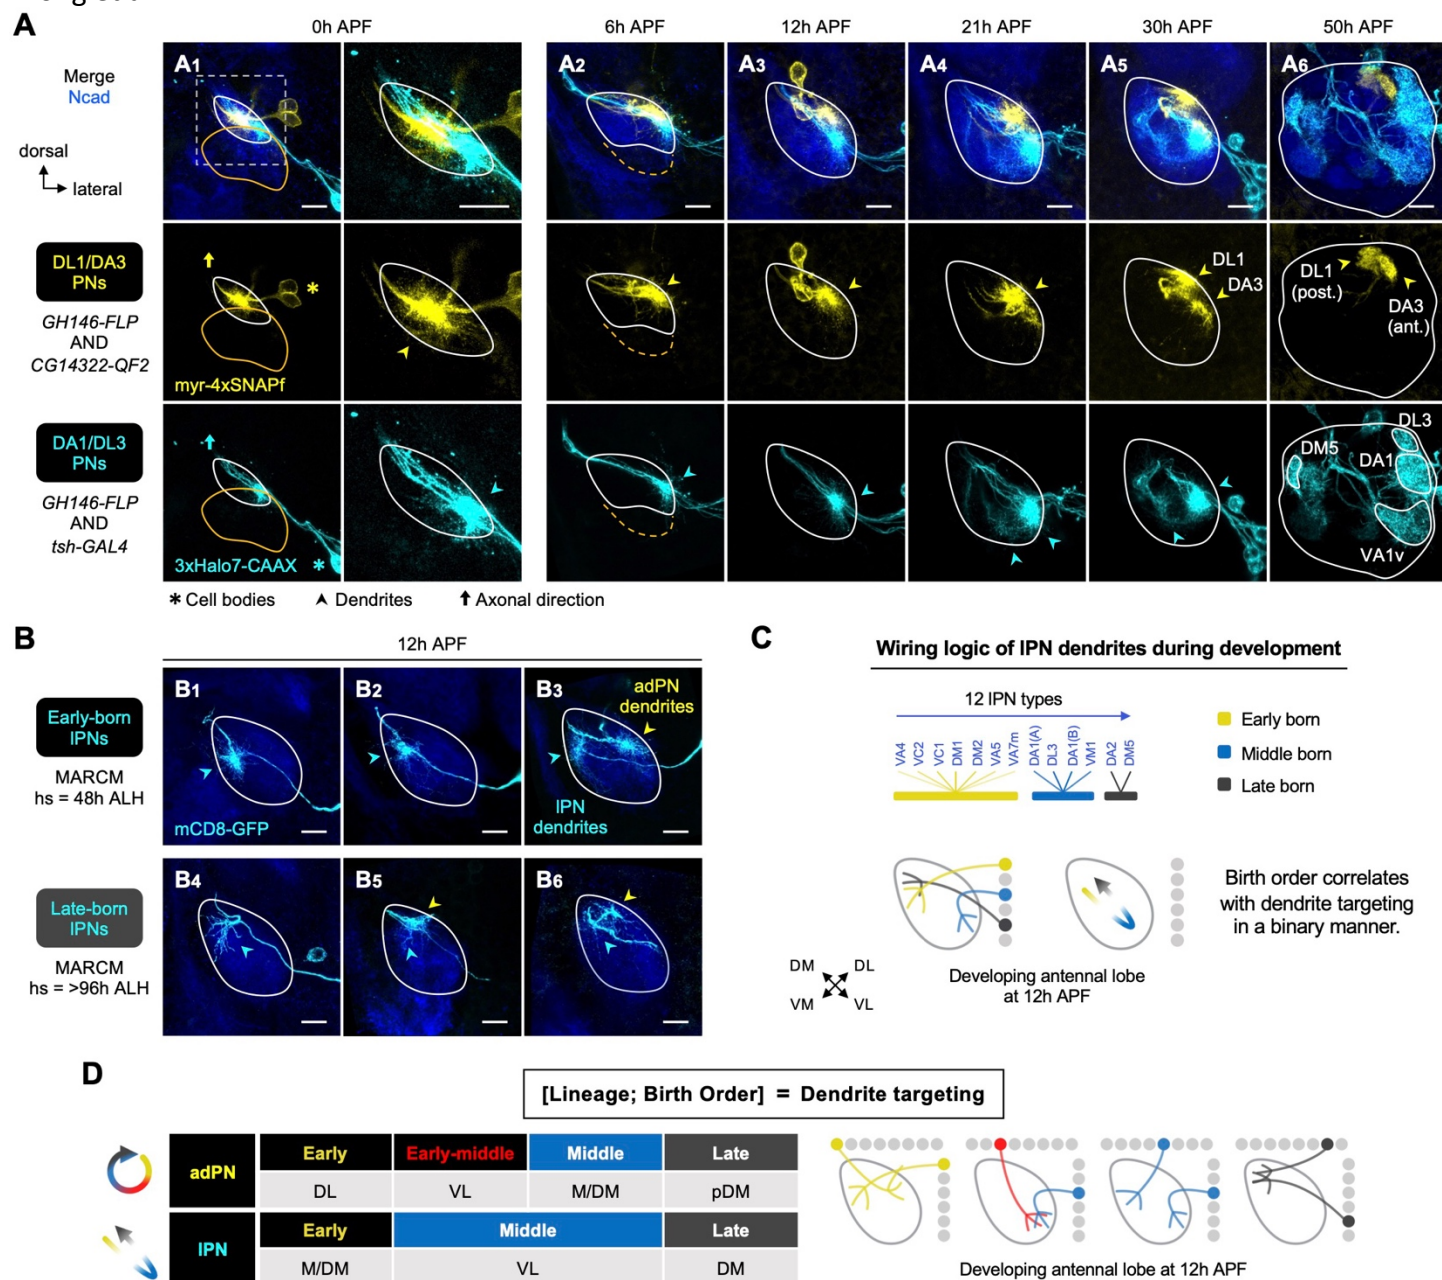 A
0h APF
6h APF
12h APF
21h APF
30h APF
50h APF
Merge
Ncad
dorsal
lateral
A1
A2
A3
A4
A5
A6
DL1/DA3
PNs
GH146-FLP
AND
CG14322-QF2
*
myr-4xSNAPf
DL1
DA3
DL1
(post.)
DA3
(ant.)
DA1/DL3
PNs
GH146-FLP
AND
tsh-GAL4
3xHalo7-CAAX *
DL3
DM5
DA1
VA1v
* Cell bodies
Dendrites
Axonal direction
B
12h APF
Early-born
lPNs
MARCM
hs = 48h ALH
B1
mCD8-GFP
B2
B3
adPN
dendrites
lPN
dendrites
Late-born
lPNs
MARCM
hs = >96h ALH
B4
B5
B6
C
Wiring logic of lPN dendrites during development
12 lPN types
VA4
VC2
VC1
DM1
DM2
VA5
VA7m
DA1(A)
DL3
DA1(B)
VM1
DA2
DM5
Early born
Middle born
Late born
Birth order correlates
with dendrite targeting
in a binary manner.
DM DL
VM VL
Developing antennal lobe
at 12h APF
D
[Lineage; Birth Order] = Dendrite targeting
adPN
Early Early-middle Middle Late
DL VL M/DM pDM
lPN
Early Middle Late
M/DM VL DM
Developing antennal lobe at 12h APF